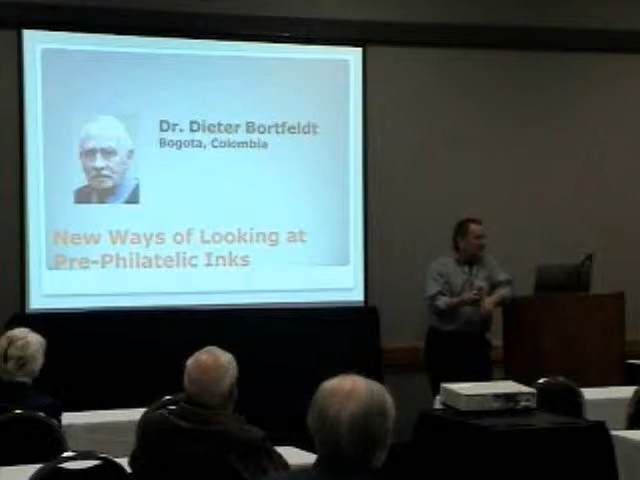 Dr. Dieter Bortfeldt
Bogota, Colombia
New Ways of Looking at
Pre-Philatelic Inks